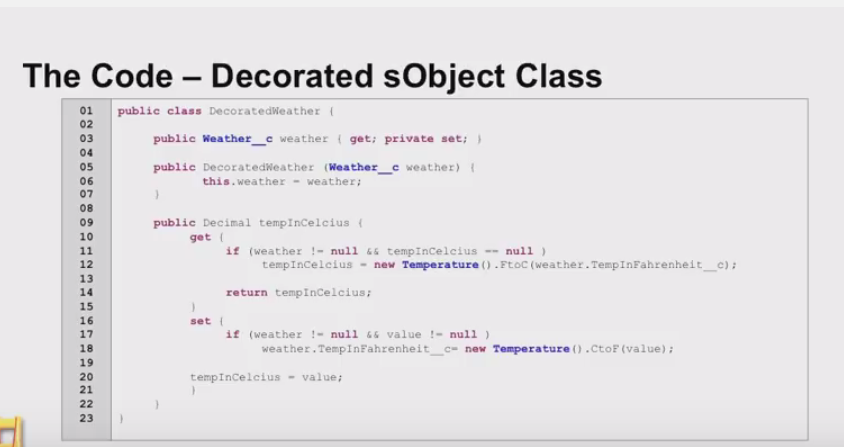 The Code – Decorated sObject Class
01 public class DecoratedWeather {
02
03 public Weather__c weather { get; private set; }
04
05 public DecoratedWeather (Weather__c weather) {
06 this.weather = weather;
07 }
08
09 public Decimal tempInCelcius {
10 get {
11 if (weather != null && tempInCelcius == null )
12 tempInCelcius = new Temperature().FtoC(weather.TempInFahrenheit__c);
13
14 return tempInCelcius;
15 }
16 set {
17 if (weather != null && value != null )
18 weather.TempInFahrenheit__c= new Temperature().CtoF(value);
19
20 tempInCelcius = value;
21 }
22 }
23 }